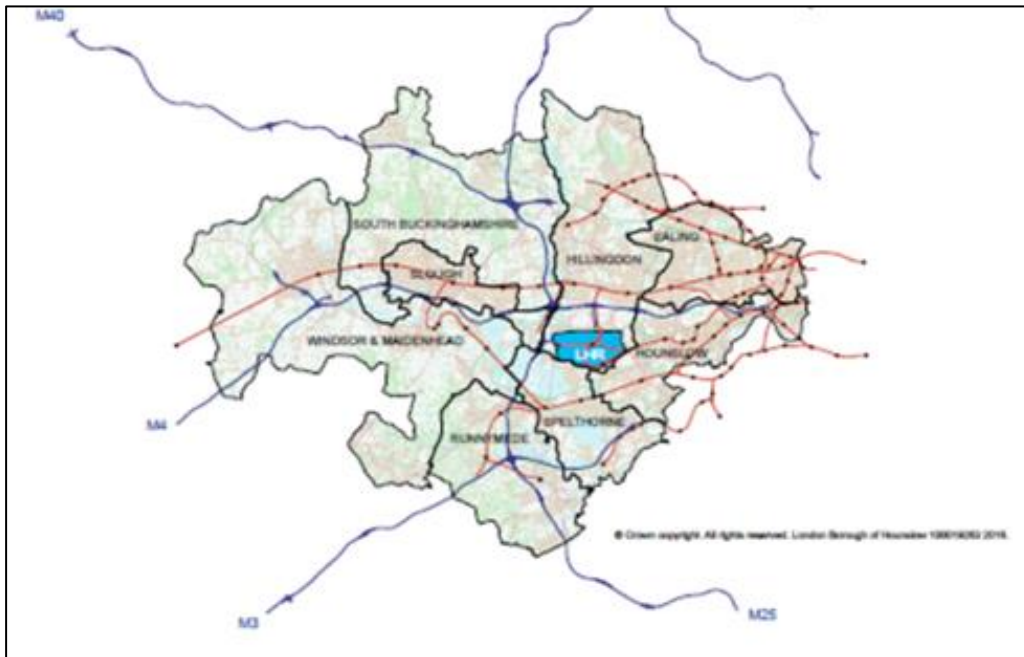 M40
SOUTH BUCKINGHAMSHIRE
EALING
HILLINGDON
SLOUGH
WINDSOR & MAIDENHEAD
LHR
HOUNSLOW
M4
SPELTHORNE
RUNNYMEDE
© Crown copyright. All rights reserved. London Borough of Hounslow 2016.
M3
M25